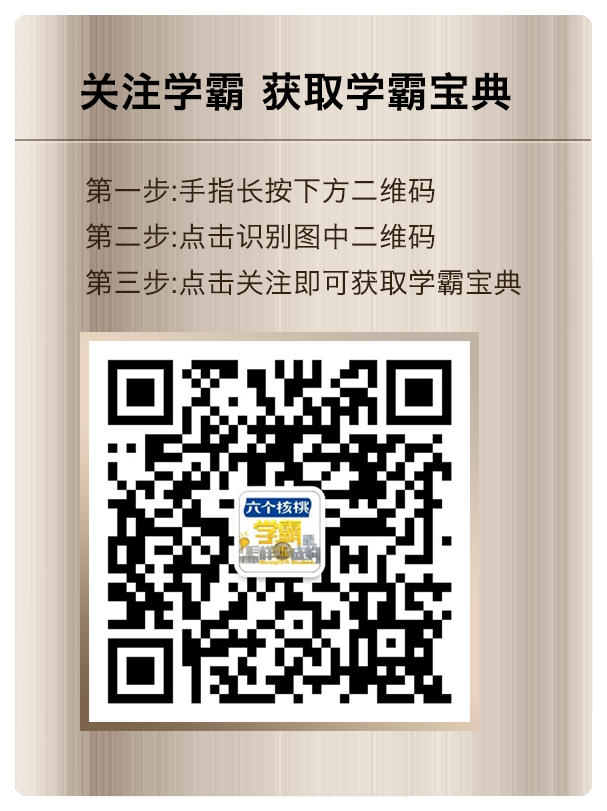 关注学霸 获取学霸宝典
第一步:手指长按下方二维码
第二步:点击识别图中二维码
第三步:点击关注即可获取学霸宝典
六个核桃
学霸